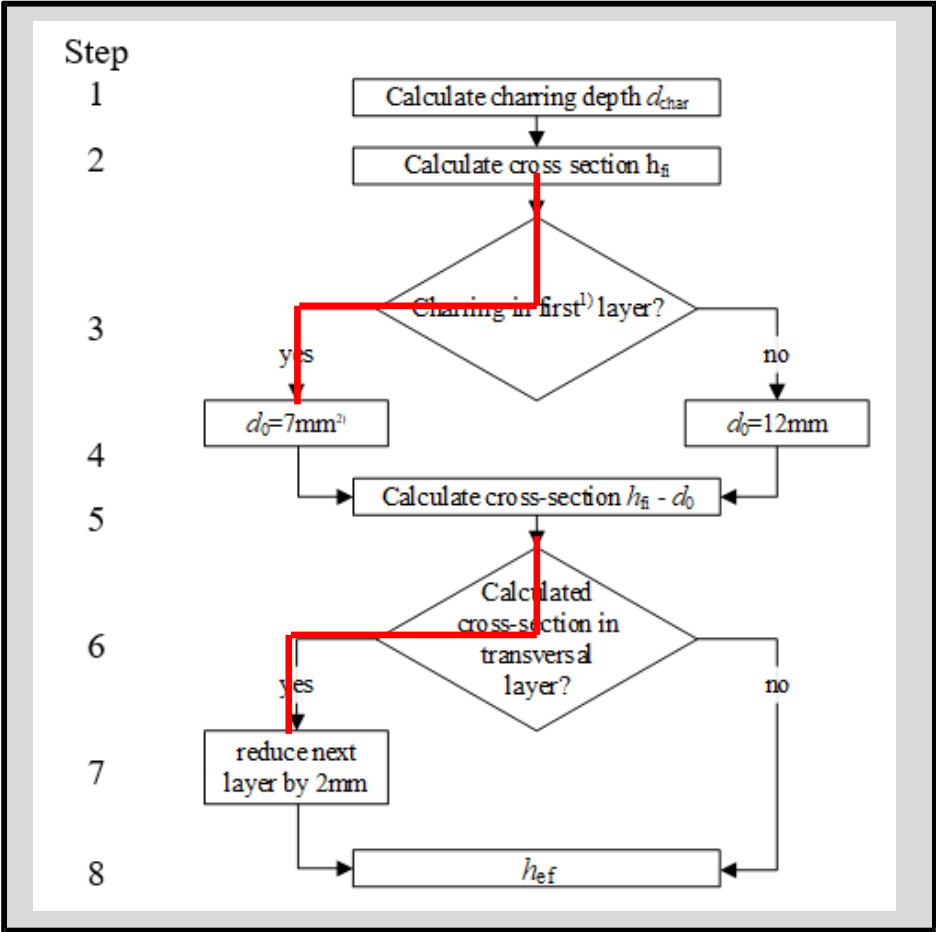 Step
1
Calculate charring depth dchar
2
Calculate cross section hfi
3
Charring in first1) layer?
yes
no
d0=7mm2)
d0=12mm
4
Calculate cross-section hfi - d0
5
Calculated
cross-section in
transversal
layer?
6
yes
no
reduce next
layer by 2mm
7
8
hef